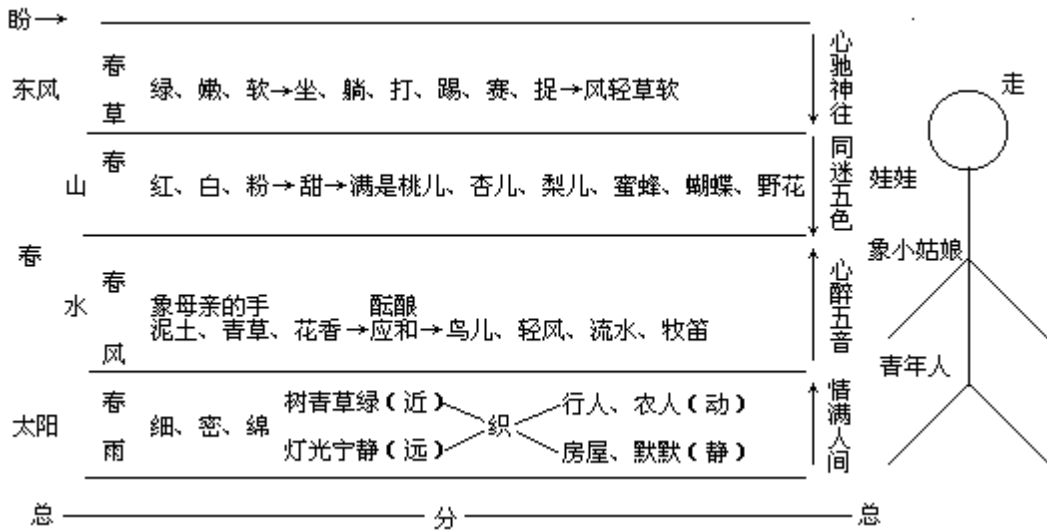 盼→
东风
春草
绿、嫩、软→坐、躺、打、踢、赛、捉→风轻草软
心驰神往
走
山
春
红、白、粉→甜→满是桃儿、杏儿、梨儿、蜜蜂、蝴蝶、野花
同迷五色
娃娃
春
水
春风
象母亲的手
酝酿
泥土、青草、花香→应和→鸟儿、轻风、流水、牧笛
心醉五音
象小姑娘
太阳
春雨
细、密、绵
树青草绿（近）
灯光宁静（远）
织
行人、农人（动）
房屋、默默（静）
情满人间
青年人
总
分
总